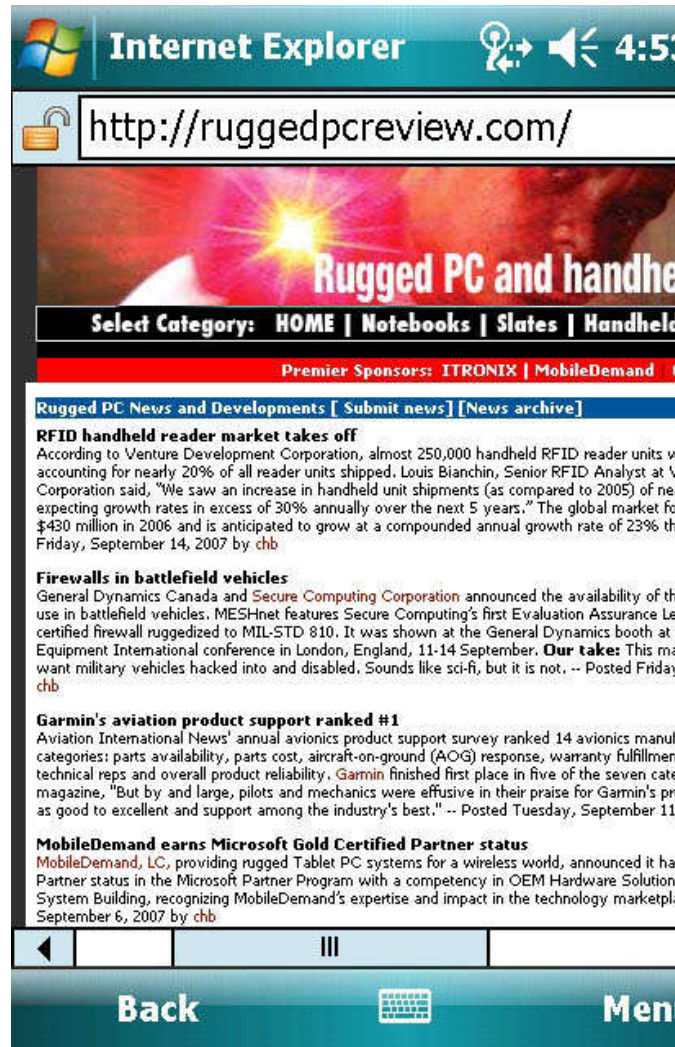 Internet Explorer 4:53
http://ruggedpcreview.com/
Rugged PC and handhe
Select Category: HOME | Notebooks | Slates | Handheld
Premier Sponsors: ITRONIX | MobileDemand |
Rugged PC News and Developments [ Submit news] [News archive]
RFID handheld reader market takes off
According to Venture Development Corporation, almost 250,000 handheld RFID reader units w
accounting for nearly 20% of all reader units shipped. Louis Bianchin, Senior RFID Analyst at V
Corporation said, "We saw an increase in handheld unit shipments (as compared to 2005) of ne
expecting growth rates in excess of 30% annually over the next 5 years." The global market fo
$430 million in 2006 and is anticipated to grow at a compounded annual growth rate of 23% th
Friday, September 14, 2007 by chb
Firewalls in battlefield vehicles
General Dynamics Canada and Secure Computing Corporation announced the availability of th
use in battlefield vehicles. MESHnet features Secure Computing's first Evaluation Assurance Le
certified firewall ruggedized to MIL-STD 810. It was shown at the General Dynamics booth at
Equipment International conference in London, England, 11-14 September. Our take: This ma
want military vehicles hacked into and disabled. Sounds like sci-fi, but it is not. -- Posted Friday
chb
Garmin's aviation product support ranked #1
Aviation International News' annual avionics product support survey ranked 14 avionics manuf
categories: parts availability, parts cost, aircraft-on-ground (AOG) response, warranty fulfillmen
technical reps and overall product reliability. Garmin finished first place in five of the seven cate
magazine, "But by and large, pilots and mechanics were effusive in their praise for Garmin's pr
as good to excellent and support among the industry's best." -- Posted Tuesday, September 11
MobileDemand earns Microsoft Gold Certified Partner status
MobileDemand, LC, providing rugged Tablet PC systems for a wireless world, announced it ha
Partner status in the Microsoft Partner Program with a competency in OEM Hardware Solution
System Building, recognizing MobileDemand's expertise and impact in the technology marketpl
September 6, 2007 by chb
Back Menu